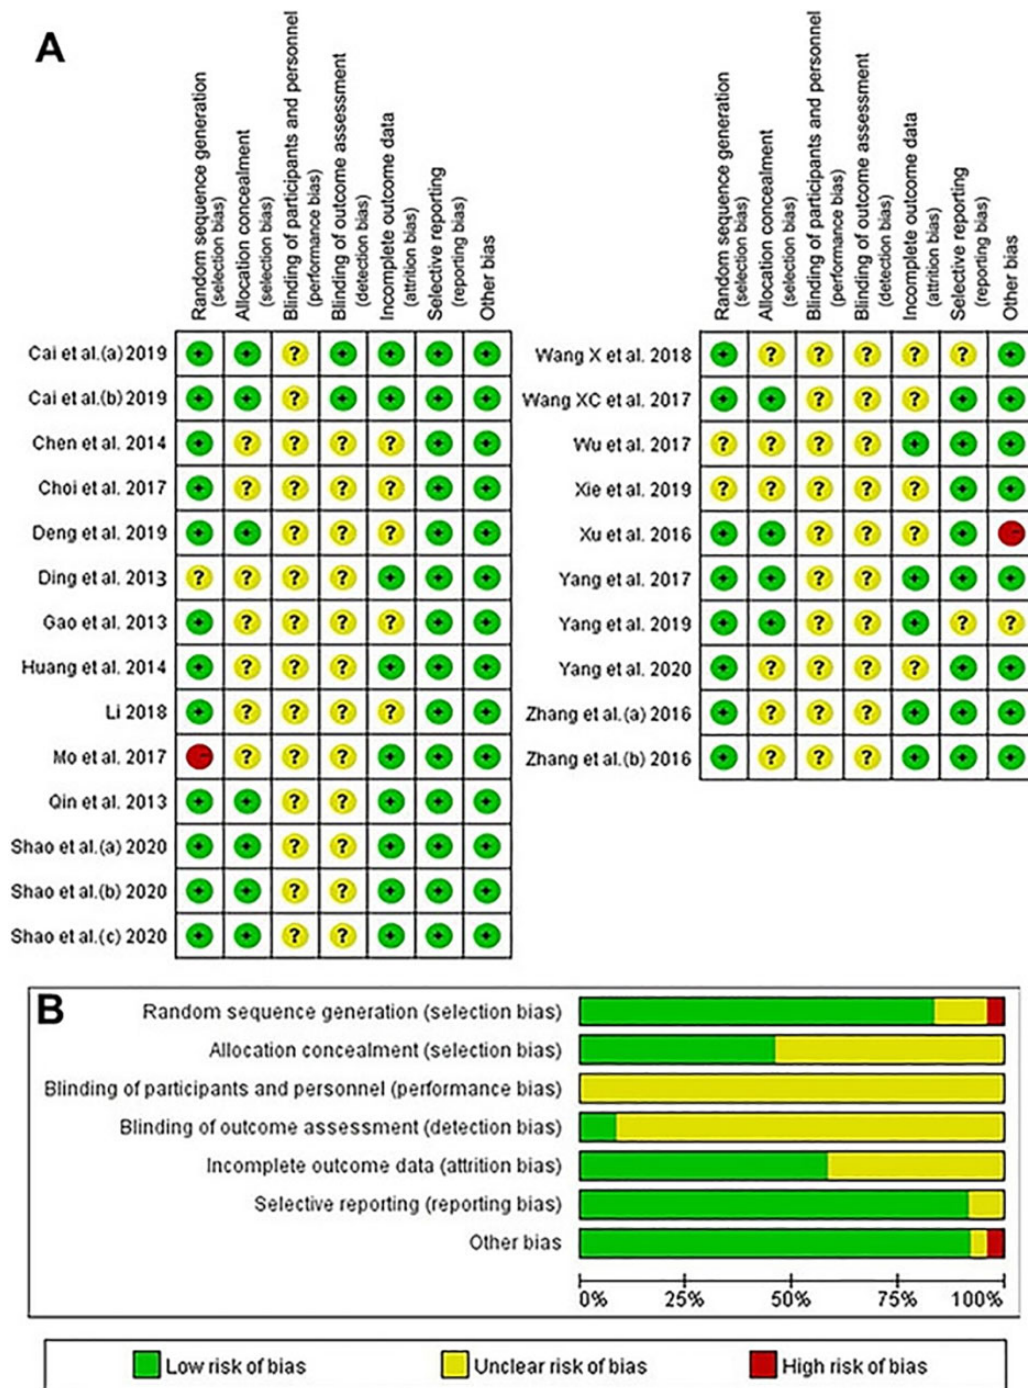 A
Random sequence generation
(selection bias)
Allocation concealment
(selection bias)
Blinding of participants and personnel
(performance bias)
Blinding of outcome assessment
(detection bias)
Incomplete outcome data
(attrition bias)
Selective reporting
(reporting bias)
Other bias
Cai et al.(a) 2019 + + ? + + + +
Cai et al.(b) 2019 + + ? + + + +
Chen et al. 2014 + ? ? ? ? + +
Choi et al. 2017 + ? ? ? ? + +
Deng et al. 2019 + + ? ? ? + +
Ding et al. 2013 ? ? ? ? + + +
Gao et al. 2013 + ? ? ? ? + +
Huang et al. 2014 + ? ? ? + + +
Li 2018 + ? ? ? ? + +
Mo et al. 2017 - ? ? ? + + +
Qin et al. 2013 + + ? ? + + +
Shao et al.(a) 2020 + + ? ? + + +
Shao et al.(b) 2020 + + ? ? + + +
Shao et al.(c) 2020 + + ? ? + + +
Random sequence generation
(selection bias)
Allocation concealment
(selection bias)
Blinding of participants and personnel
(performance bias)
Blinding of outcome assessment
(detection bias)
Incomplete outcome data
(attrition bias)
Selective reporting
(reporting bias)
Other bias
Wang X et al. 2018 + ? ? ? ? ? +
Wang XC et al. 2017 + + ? ? ? + +
Wu et al. 2017 ? ? ? ? + + +
Xie et al. 2019 ? ? ? ? ? + +
Xu et al. 2016 + + ? ? ? + -
Yang et al. 2017 + + ? ? + + +
Yang et al. 2019 + + ? ? + ? ?
Yang et al. 2020 + ? ? ? ? + +
Zhang et al.(a) 2016 + ? ? ? + + +
Zhang et al.(b) 2016 + ? ? ? + + +
B
Random sequence generation (selection bias)
Allocation concealment (selection bias)
Blinding of participants and personnel (performance bias)
Blinding of outcome assessment (detection bias)
Incomplete outcome data (attrition bias)
Selective reporting (reporting bias)
Other bias
0% 25% 50% 75% 100%
Low risk of bias Unclear risk of bias High risk of bias